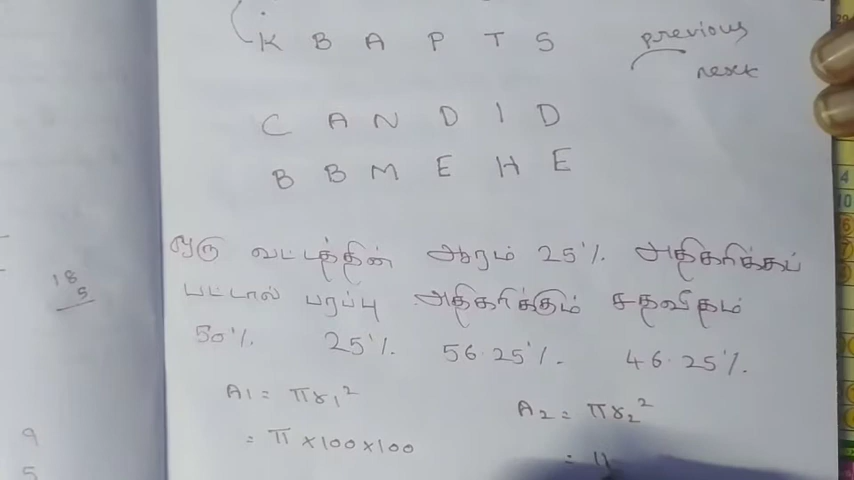 K B A P T S previous
next
C A N D I D
B B M E H E
ஒரு வட்டத்தின் ஆரம் 25% அதிகரிக்கப்
பட்டால் பரப்பு அதிகரிக்கும் சதவிதம்
18
5
50% 25% 56.25% 46.25%
A1 = πr1² A2 = πr2²
= π×100×100 =
9
5